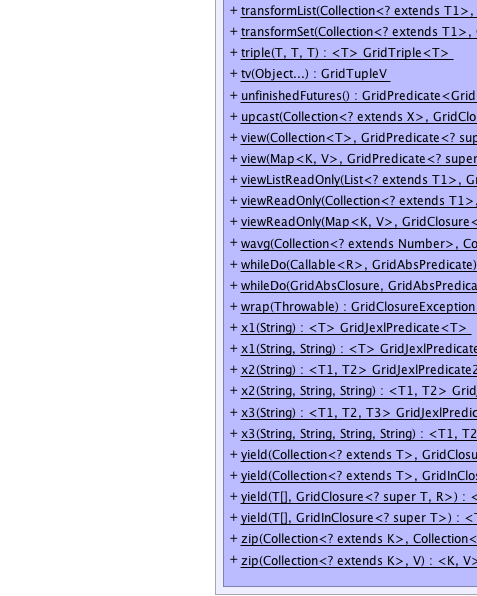 + transformList(Collection<? extends T1>,
+ transformSet(Collection<? extends T1>,
+ triple(T, T, T) : <T> GridTriple<T>
+ tv(Object...) : GridTupleV
+ unfinishedFutures() : GridPredicate<Grid
+ upcast(Collection<? extends X>, GridClo
+ view(Collection<T>, GridPredicate<? sup
+ view(Map<K, V>, GridPredicate<? super
+ viewListReadOnly(List<? extends T1>, Gr
+ viewReadOnly(Collection<? extends T1>,
+ viewReadOnly(Map<K, V>, GridClosure<
+ wavg(Collection<? extends Number>, Co
+ whileDo(Callable<R>, GridAbsPredicate)
+ whileDo(GridAbsClosure, GridAbsPredica
+ wrap(Throwable) : GridClosureException
+ x1(String) : <T> GridJexlPredicate<T>
+ x1(String, String) : <T> GridJexlPredicate
+ x2(String) : <T1, T2> GridJexlPredicate2
+ x2(String, String, String) : <T1, T2> Grid
+ x3(String) : <T1, T2, T3> GridJexlPredic
+ x3(String, String, String, String) : <T1, T2
+ yield(Collection<? extends T>, GridClosu
+ yield(Collection<? extends T>, GridInClos
+ yield(T[], GridClosure<? super T, R>) : <
+ yield(T[], GridInClosure<? super T>) : <T
+ zip(Collection<? extends K>, Collection<
+ zip(Collection<? extends K>, V) : <K, V>